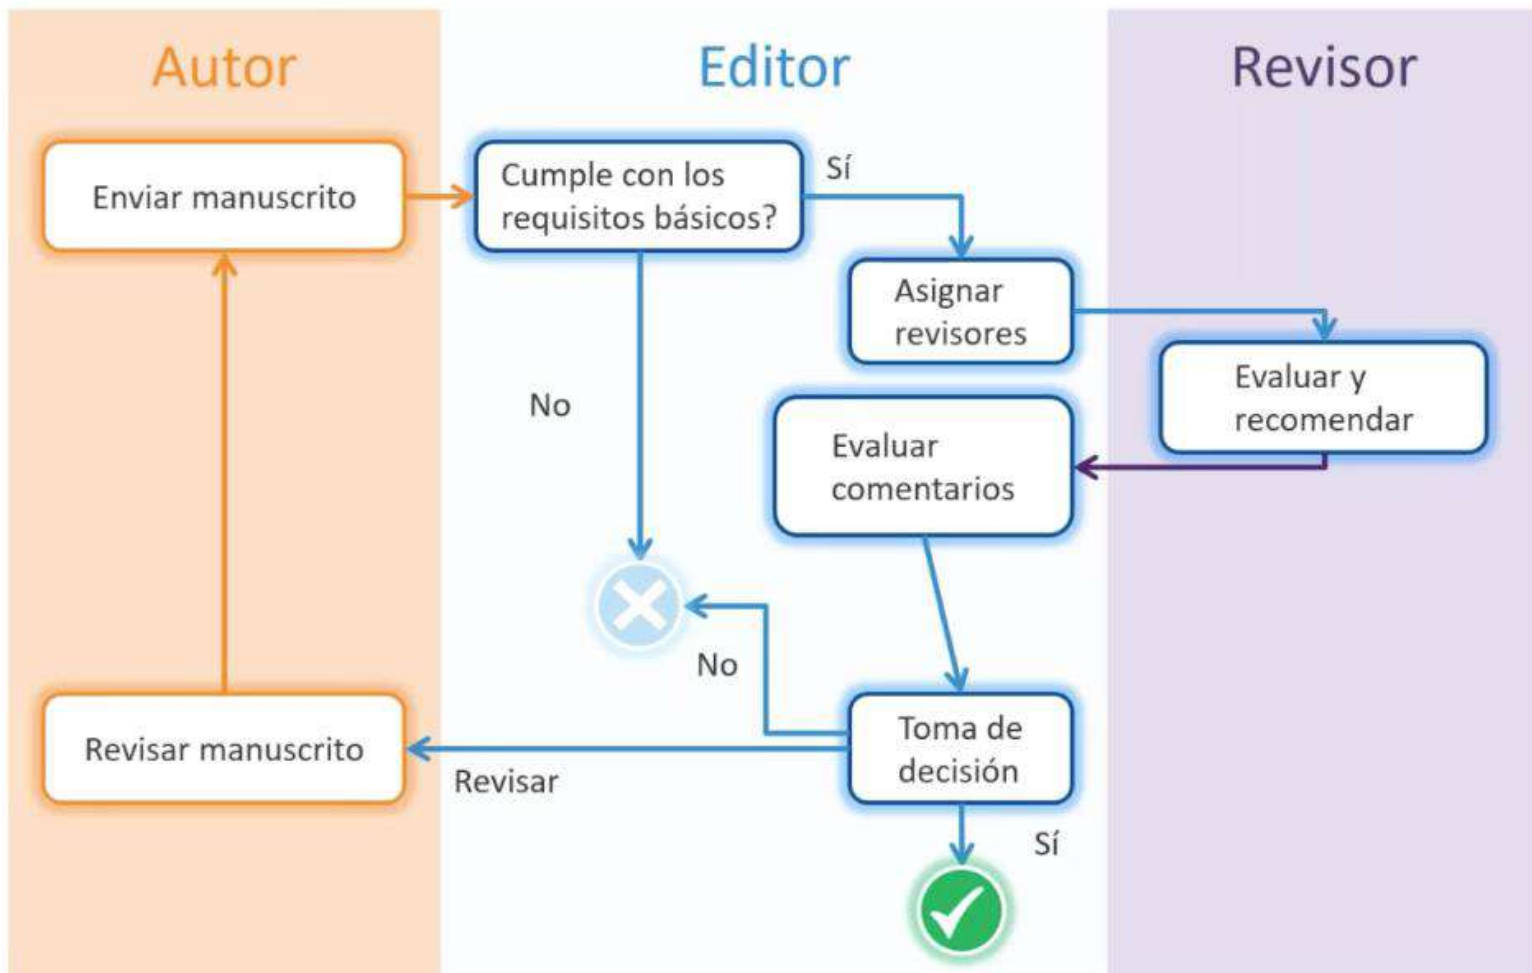 Autor
Editor
Revisor
Enviar manuscrito
Cumple con los
requisitos básicos?
Sí
Asignar
revisores
Evaluar y
recomendar
No
Evaluar
comentarios
No
Revisar manuscrito
Revisar
Toma de
decisión
Sí